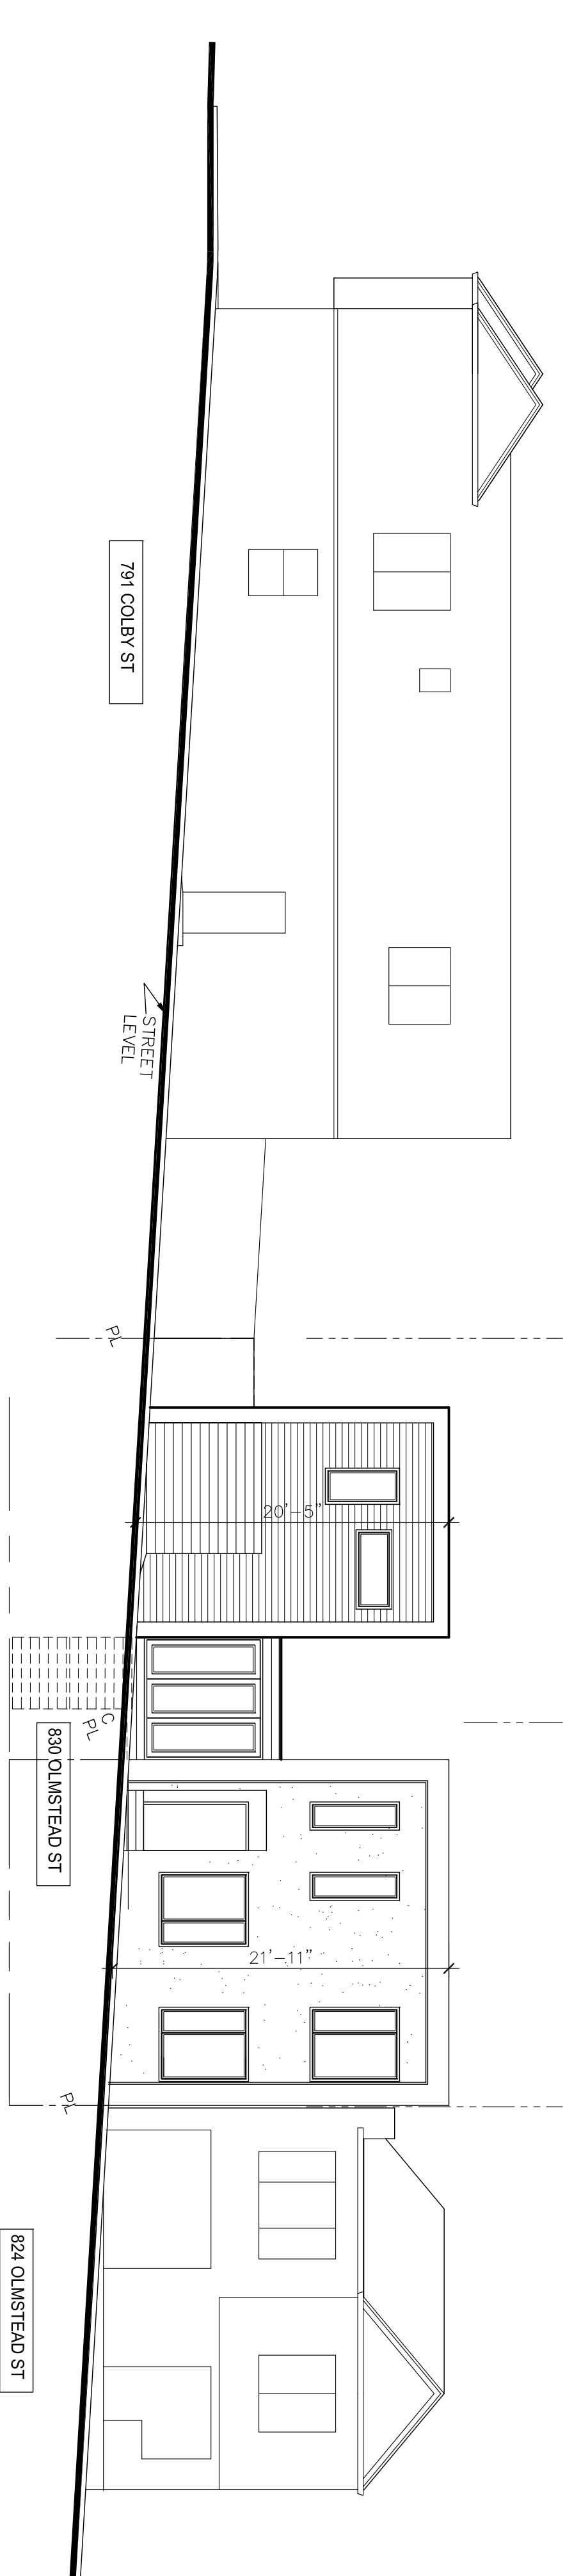 791 COLBY ST
STREET
LEVEL
PL
20'-5"
C
PL
830 OLMSTEAD ST
21'-11"
PL
824 OLMSTEAD ST